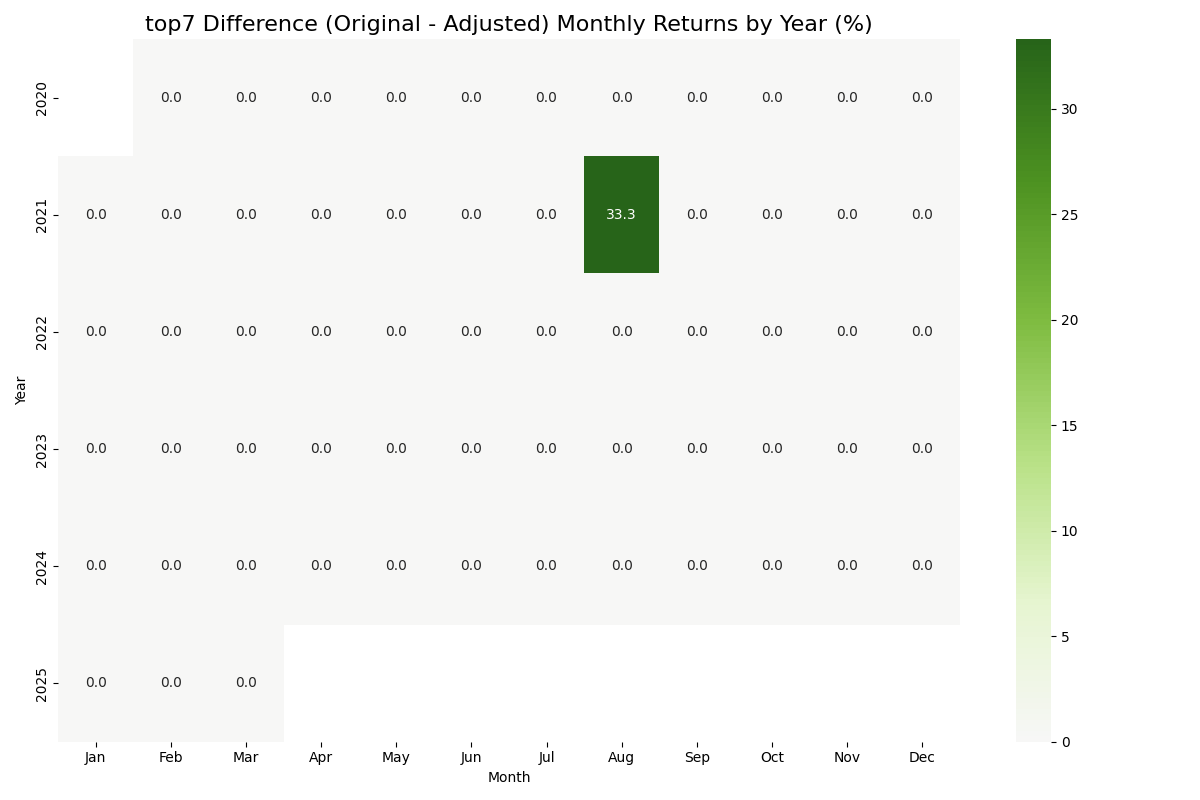 top7 Difference (Original - Adjusted) Monthly Returns by Year (%)
2020 0.0 0.0 0.0 0.0 0.0 0.0 0.0 0.0 0.0 0.0 0.0
2021 0.0 0.0 0.0 0.0 0.0 0.0 0.0 33.3 0.0 0.0 0.0 0.0
2022 0.0 0.0 0.0 0.0 0.0 0.0 0.0 0.0 0.0 0.0 0.0 0.0
2023 0.0 0.0 0.0 0.0 0.0 0.0 0.0 0.0 0.0 0.0 0.0 0.0
2024 0.0 0.0 0.0 0.0 0.0 0.0 0.0 0.0 0.0 0.0 0.0 0.0
2025 0.0 0.0 0.0
Year
Jan Feb Mar Apr May Jun Jul Aug Sep Oct Nov Dec
Month
30
25
20
15
10
5
0